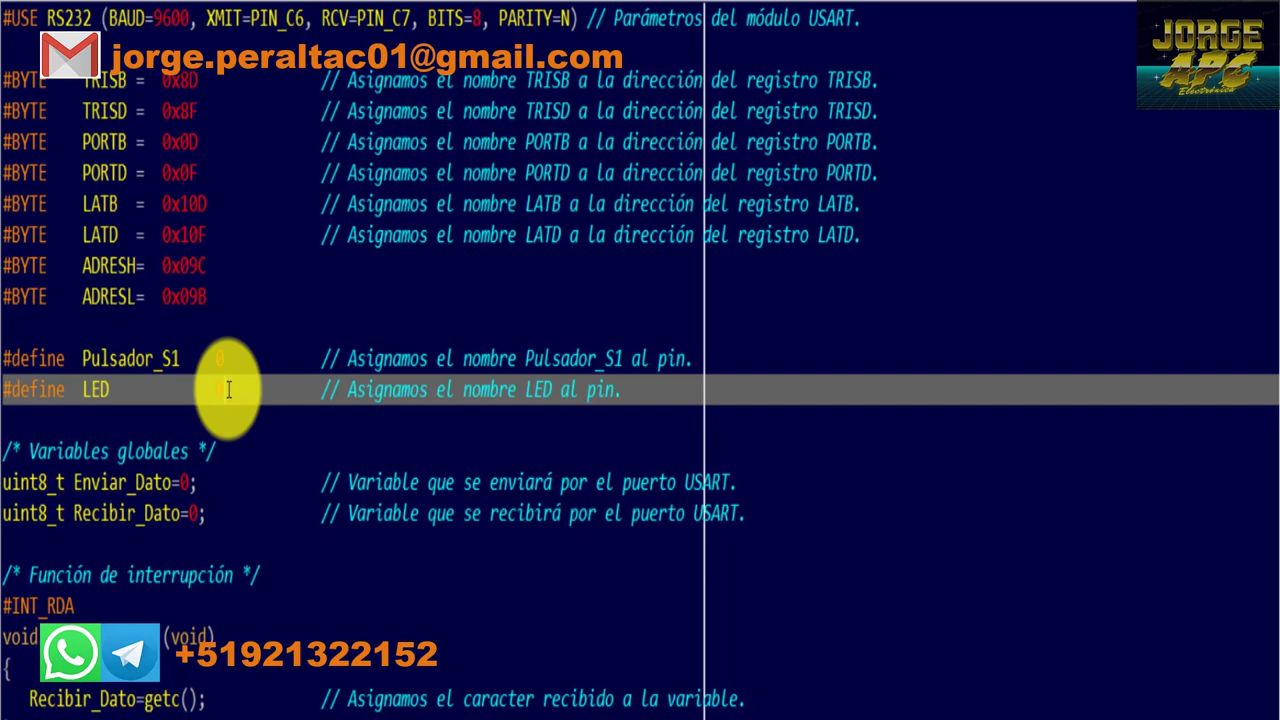 #USE RS232 (BAUD=9600, XMIT=PIN_C6, RCV=PIN_C7, BITS=8, PARITY=N) // Parámetros del módulo USART.
JORGE
APC
Electrónica
jorge.peraltac01@gmail.com
#BYTE TRISB = 0x8D // Asignamos el nombre TRISB a la dirección del registro TRISB.
#BYTE TRISD = 0x8F // Asignamos el nombre TRISD a la dirección del registro TRISD.
#BYTE PORTB = 0x0D // Asignamos el nombre PORTB a la dirección del registro PORTB.
#BYTE PORTD = 0x0F // Asignamos el nombre PORTD a la dirección del registro PORTD.
#BYTE LATB = 0x10D // Asignamos el nombre LATB a la dirección del registro LATB.
#BYTE LATD = 0x10F // Asignamos el nombre LATD a la dirección del registro LATD.
#BYTE ADRESH= 0x09C
#BYTE ADRESL= 0x09B
#define Pulsador_S1 0 // Asignamos el nombre Pulsador_S1 al pin.
#define LED // Asignamos el nombre LED al pin.
/* Variables globales */
uint8_t Enviar_Dato=0; // Variable que se enviará por el puerto USART.
uint8_t Recibir_Dato=0; // Variable que se recibirá por el puerto USART.
/* Función de interrupción */
#INT_RDA
void (void)
+51921322152
{
Recibir_Dato=getc(); // Asignamos el caracter recibido a la variable.